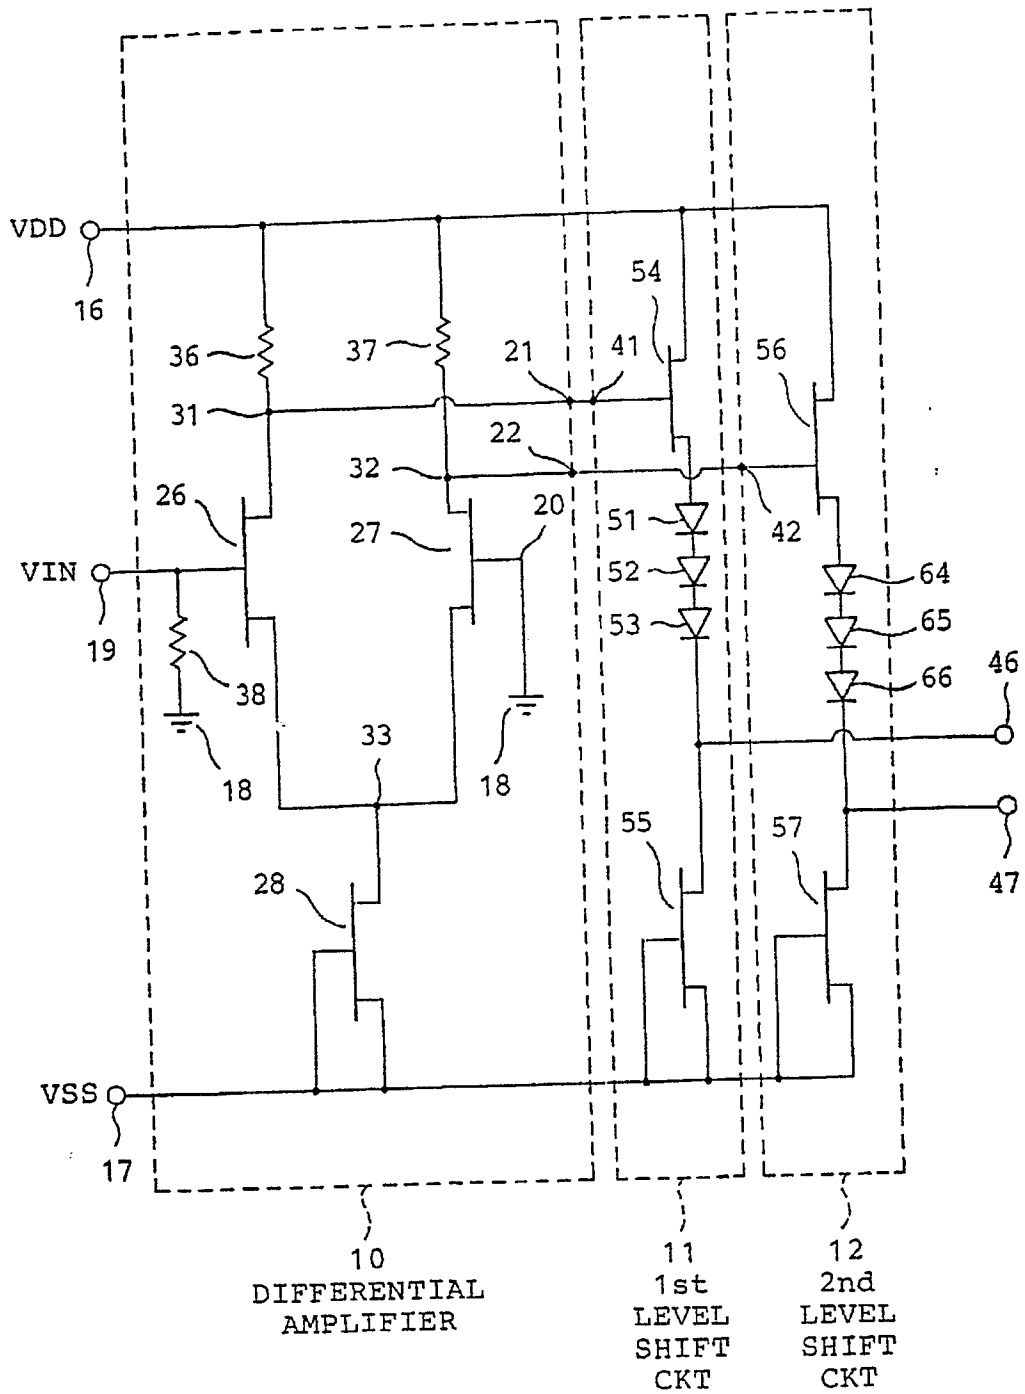 VDD
16
54
36
37
21
41
56
31
22
32
20
26
27
51
42
VIN
52
64
19
53
65
38
46
66
18
33
18
55
57
47
28
VSS
17
10
DIFFERENTIAL
AMPLIFIER
11
1st
LEVEL
SHIFT
CKT
12
2nd
LEVEL
SHIFT
CKT